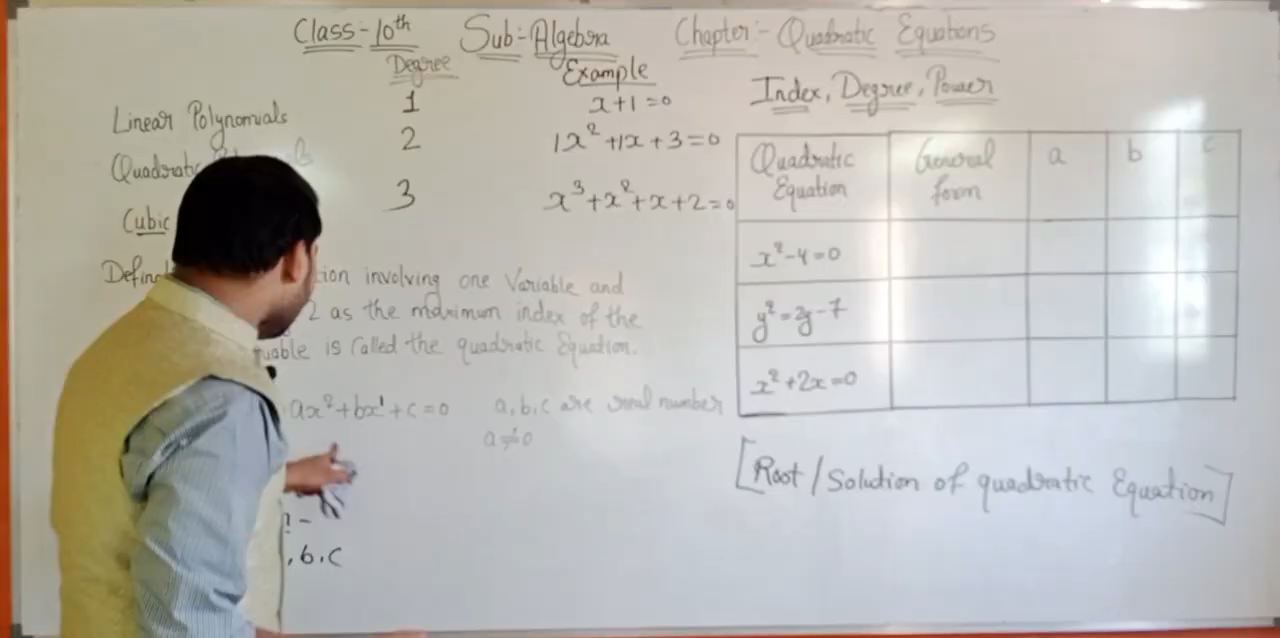 Class-10th Sub:-Algebra Chapter:- Quadratic Equations
Degree Example
Index, Degree, Power
Linear Polynomials 1 x+1=0
Quadratic 2 1x²+1x+3=0
Cubic 3 x³+x²+x+2=0
involving one Variable and
2 as the maximum index of the
is called the quadratic Equation.
ax²+bx¹+c=0 a, b, c are real number
a≠0
, b, c
Quadratic Equation General form a b c
x²-4=0
y²=2y-7
x²+2x=0
[Root/Solution of quadratic Equation]